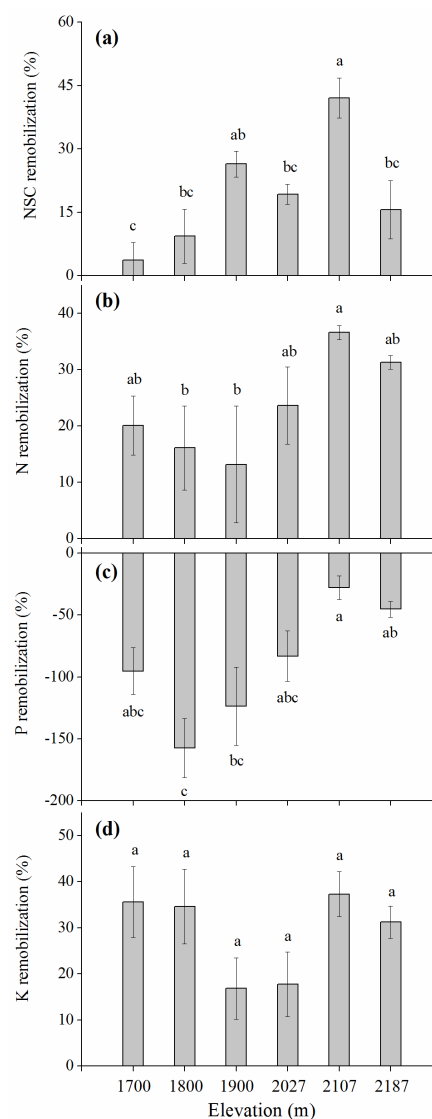 (a)
NSC remobilization (%)
60
45
30
15
0
c
bc
ab
bc
a
bc
(b)
N remobilization (%)
40
30
20
10
0
ab
b
b
ab
a
ab
(c)
P remobilization (%)
0
-50
-100
-150
-200
abc
c
bc
abc
a
ab
(d)
K remobilization (%)
50
40
30
20
10
0
a
a
a
a
a
a
1700 1800 1900 2027 2107 2187
Elevation (m)